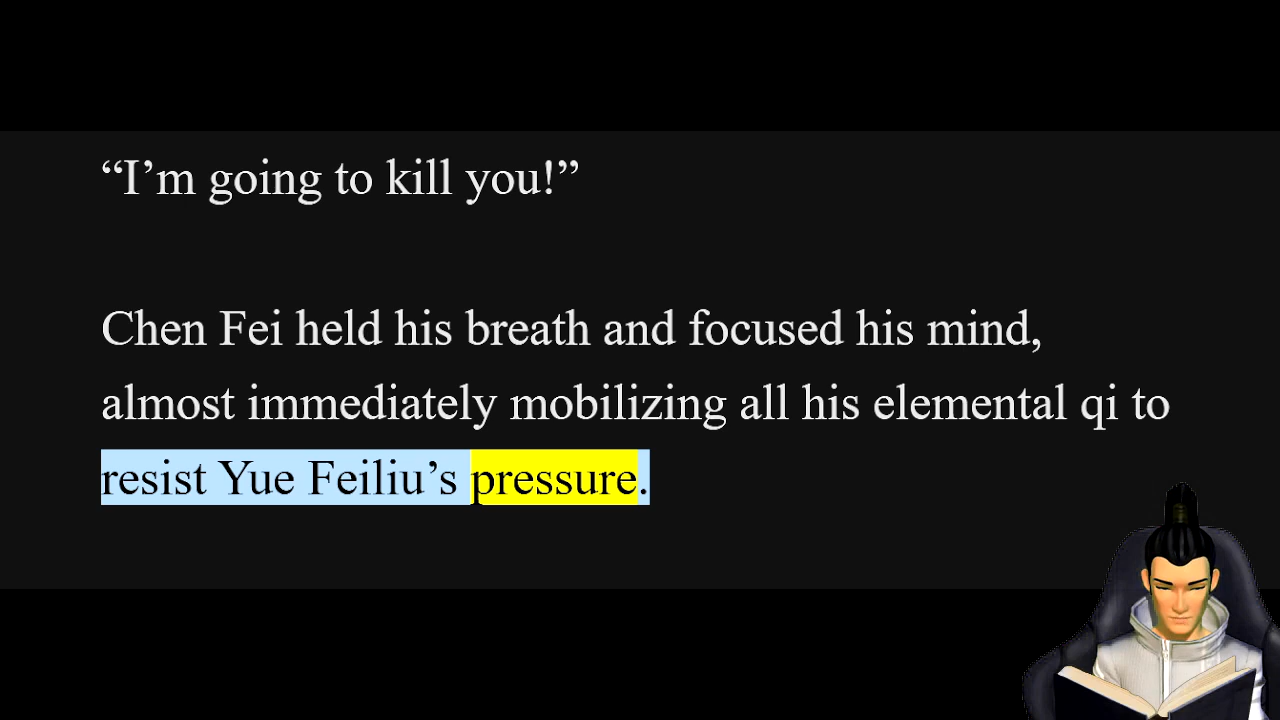 “I’m going to kill you!”
Chen Fei held his breath and focused his mind,
almost immediately mobilizing all his elemental qi to
resist Yue Feiliu’s pressure.